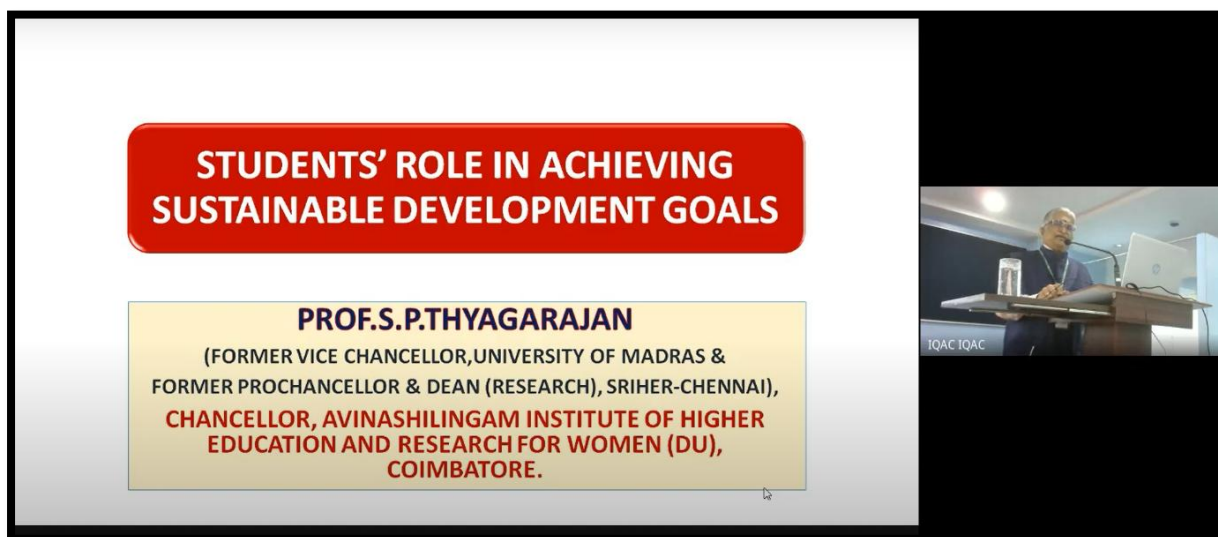 STUDENTS' ROLE IN ACHIEVING
SUSTAINABLE DEVELOPMENT GOALS
PROF.S.P.THYAGARAJAN
(FORMER VICE CHANCELLOR,UNIVERSITY OF MADRAS &
FORMER PROCHANCELLOR & DEAN (RESEARCH), SRIHER-CHENNAI),
CHANCELLOR, AVINASHILINGAM INSTITUTE OF HIGHER
EDUCATION AND RESEARCH FOR WOMEN (DU),
COIMBATORE.
IQAC IQAC